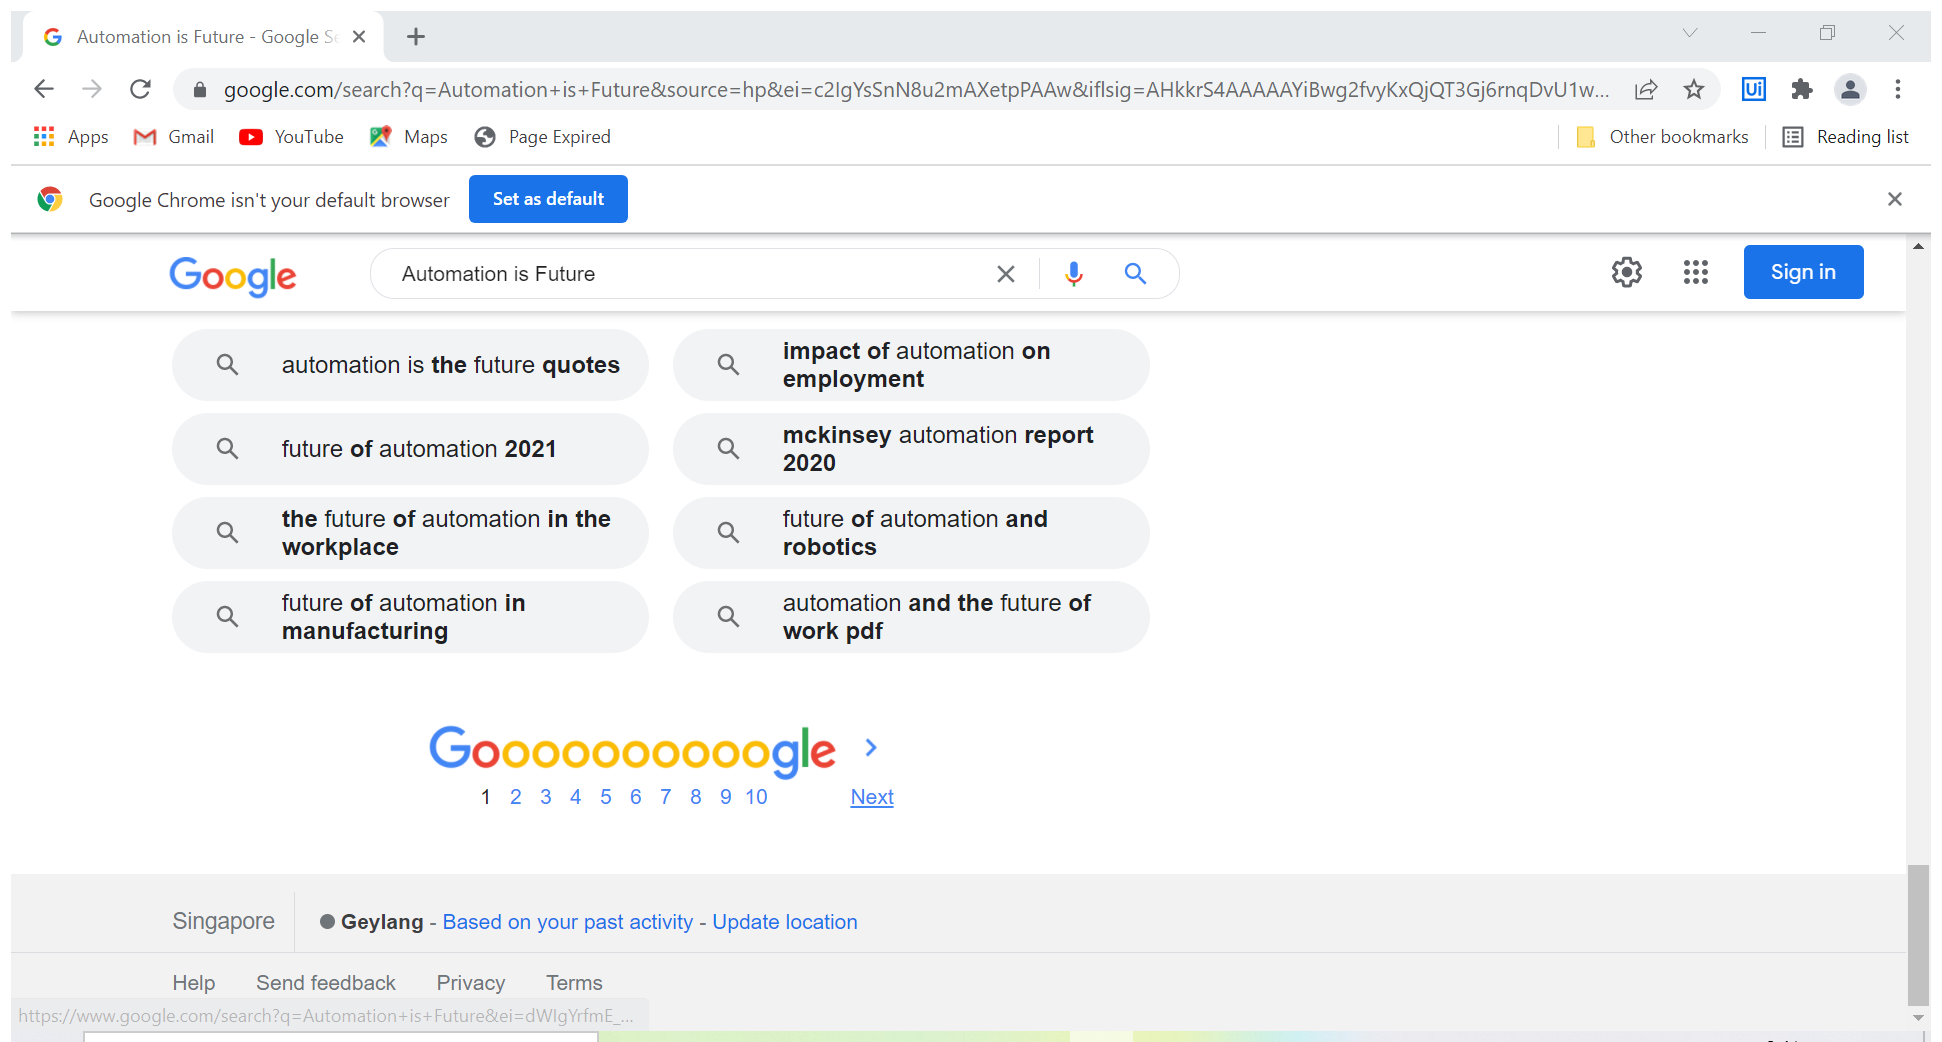 Automation is Future - Google Se
google.com/search?q=Automation+is+Future&source=hp&ei=c2IgYsSnN8u2mAXetpPAAw&iflsig=AHkkrS4AAAAAYiBwg2fvyKxQjQT3Gj6rnqDvU1w...
Ui
Apps Gmail YouTube Maps Page Expired Other bookmarks Reading list
Google Chrome isn't your default browser Set as default
Google Automation is Future Sign in
automation is the future quotes
impact of automation on
employment
future of automation 2021
mckinsey automation report
2020
the future of automation in the
workplace
future of automation and
robotics
future of automation in
manufacturing
automation and the future of
work pdf
Goooooooooogle
1 2 3 4 5 6 7 8 9 10 Next
Singapore Geylang - Based on your past activity - Update location
Help Send feedback Privacy Terms
https://www.google.com/search?q=Automation+is+Future&ei=dWIgYrfmE_...